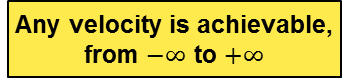 Any velocity is achievable,
from −∞ to +∞